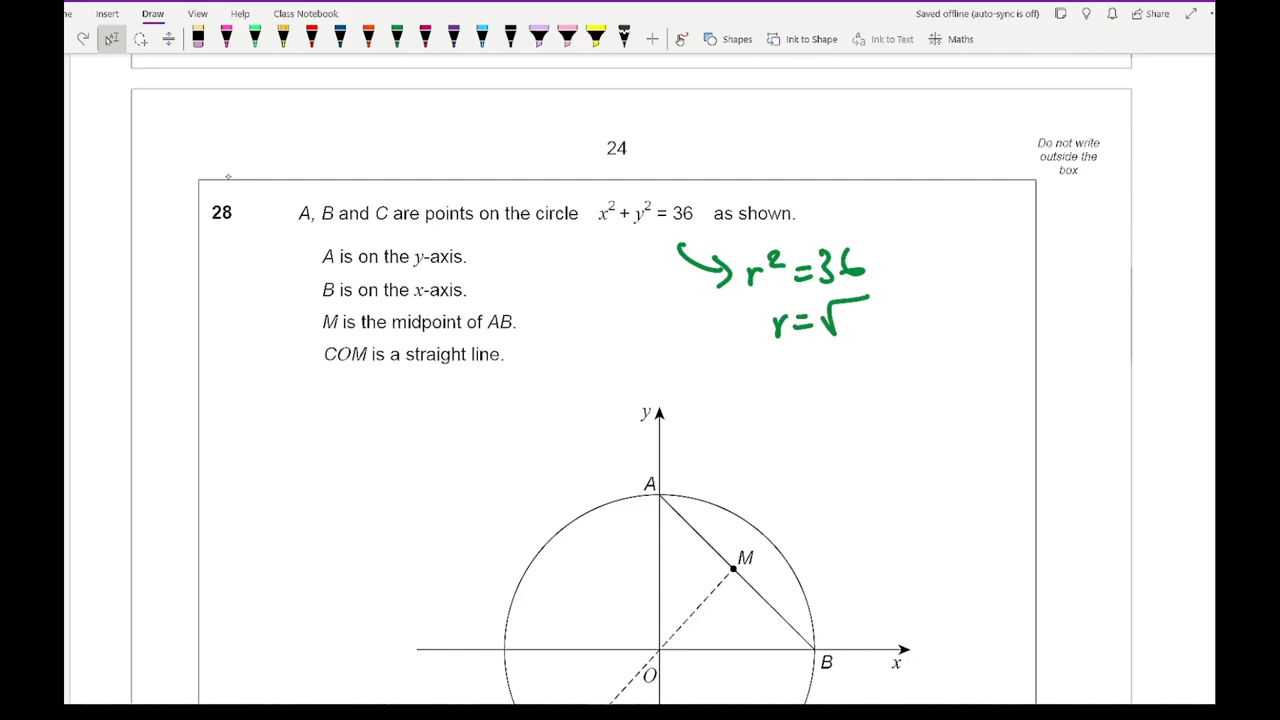 me Insert Draw View Help Class Notebook Saved offline (auto-sync is off) Share
Shapes Ink to Shape Ink to Text Maths
24
Do not write
outside the
box
28 A, B and C are points on the circle x² + y² = 36 as shown.
A is on the y-axis.
r² = 36
B is on the x-axis.
M is the midpoint of AB.
r = √
COM is a straight line.
y
A
M
O
B
x